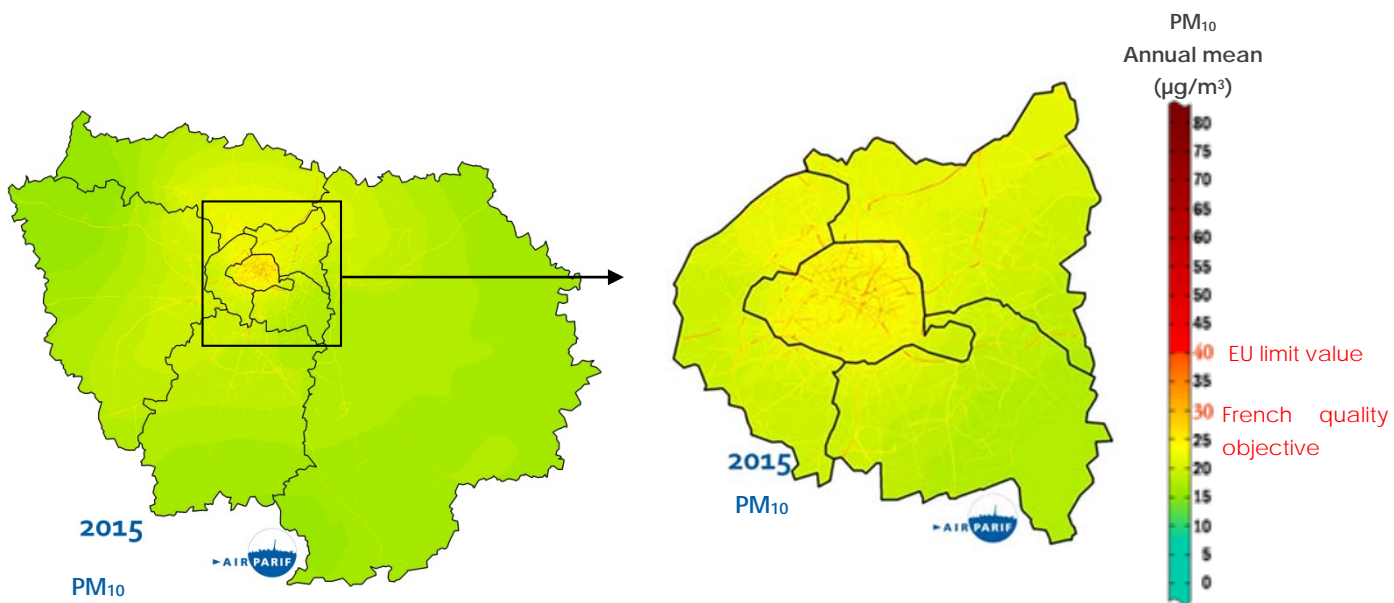 PM₁₀
Annual mean
(µg/m³)
80
75
70
65
60
55
50
45
40 EU limit value
35
30 French quality
objective
25
20
15
10
5
0
2015
PM₁₀
AIRPARIF
2015
PM₁₀
AIRPARIF